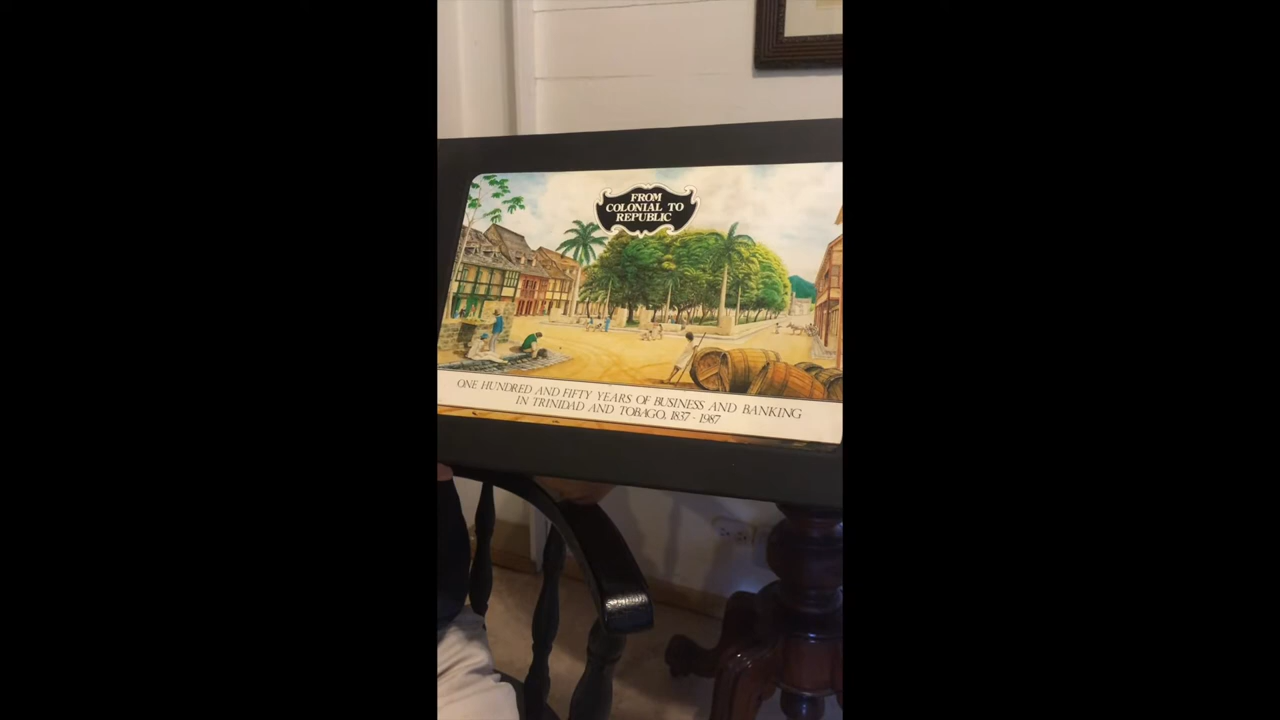 FROM
COLONIAL TO
REPUBLIC
ONE HUNDRED AND FIFTY YEARS OF BUSINESS AND BANKING
IN TRINIDAD AND TOBAGO, 1837 - 1987